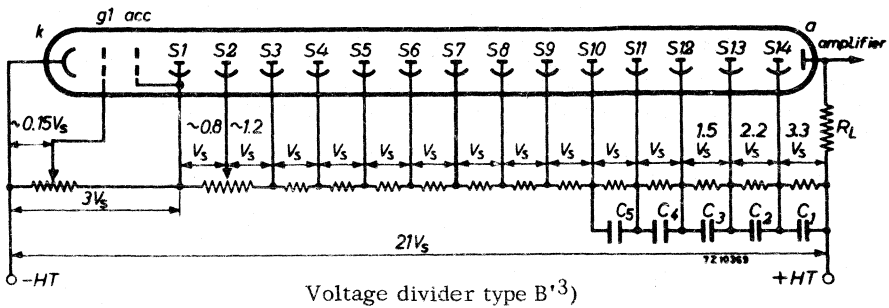 g1 acc
k
a
S1 S2 S3 S4 S5 S6 S7 S8 S9 S10 S11 S12 S13 S14
amplifier
~0.15Vs
~0.8 ~1.2
1.5 2.2 3.3
RL
Vs Vs Vs Vs Vs Vs Vs Vs Vs Vs Vs Vs Vs Vs
3Vs
C5 C4 C3 C2 C1
21Vs
7Z10369
-HT
+HT
Voltage divider type B'3)